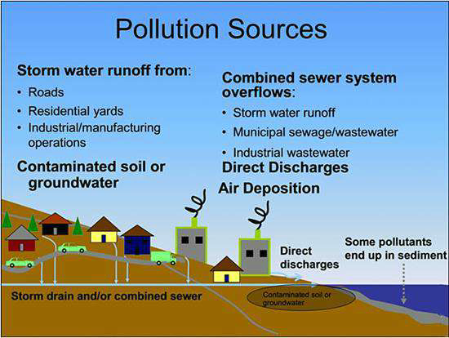 Pollution Sources
Storm water runoff from:
• Roads
• Residential yards
• Industrial/manufacturing
operations
Contaminated soil or
groundwater
Combined sewer system
overflows:
• Storm water runoff
• Municipal sewage/wastewater
• Industrial wastewater
Direct Discharges
Air Deposition
Direct
discharges
Some pollutants
end up in sediment
Storm drain and/or combined sewer
Contaminated soil or
groundwater